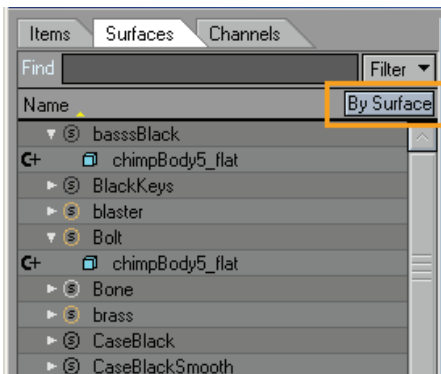 Items Surfaces Channels
Find Filter
Name By Surface
S basssBlack
C+ chimpBody5_flat
S BlackKeys
S blaster
S Bolt
C+ chimpBody5_flat
S Bone
S brass
S CaseBlack
S CaseBlackSmooth